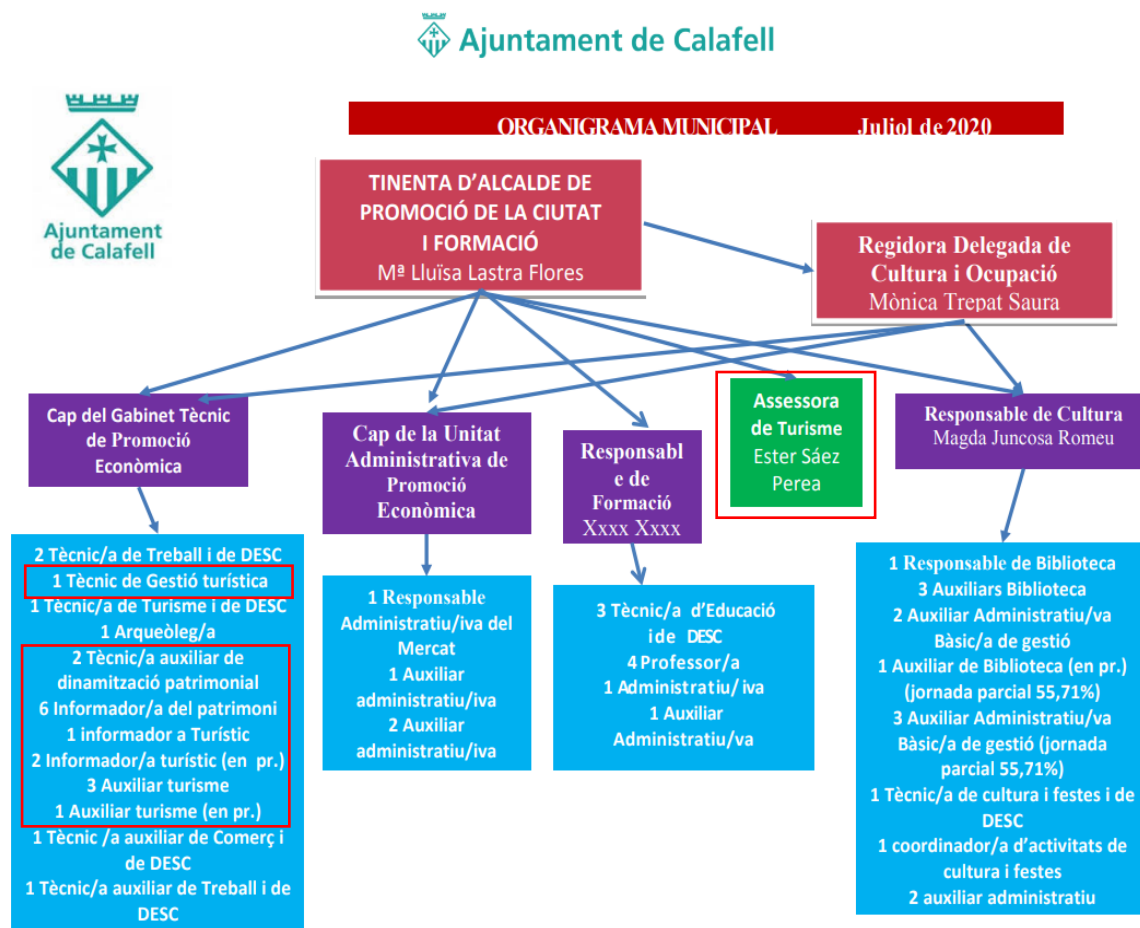 Ajuntament de Calafell
Ajuntament
de Calafell
ORGANIGRAMA MUNICIPAL Juliol de 2020
TINENTA D’ALCALDE DE
PROMOCIÓ DE LA CIUTAT
I FORMACIÓ
Mª Lluïsa Lastra Flores
Regidora Delegada de
Cultura i Ocupació
Mònica Trepat Saura
Cap del Gabinet Tècnic
de Promoció
Econòmica
Cap de la Unitat
Administrativa de
Promoció
Econòmica
Responsabl
e de
Formació
Xxxx Xxxx
Assessora
de Turisme
Ester Sáez
Perea
Responsable de Cultura
Magda Juncosa Romeu
2 Tècnic/a de Treball i de DESC
1 Tècnic de Gestió turística
1 Tècnic/a de Turisme i de DESC
1 Arqueòleg/a
2 Tècnic/a auxiliar de
dinamització patrimonial
6 Informador/a del patrimoni
1 informador a Turístic
2 Informador/a turístic (en pr.)
3 Auxiliar turisme
1 Auxiliar turisme (en pr.)
1 Tècnic /a auxiliar de Comerç i
de DESC
1 Tècnic/a auxiliar de Treball i de
DESC
1 Responsable
Administratiu/iva del
Mercat
1 Auxiliar
administratiu/iva
2 Auxiliar
administratiu/iva
3 Tècnic/a d’Educació
i de DESC
4 Professor/a
1 Administratiu/ iva
1 Auxiliar
Administratiu/va
1 Responsable de Biblioteca
3 Auxiliars Biblioteca
2 Auxiliar Administratiu/va
Bàsic/a de gestió
1 Auxiliar de Biblioteca (en pr.)
(jornada parcial 55,71%)
3 Auxiliar Administratiu/va
Bàsic/a de gestió (jornada
parcial 55,71%)
1 Tècnic/a de cultura i festes i de
DESC
1 coordinador/a d’activitats de
cultura i festes
2 auxiliar administratiu